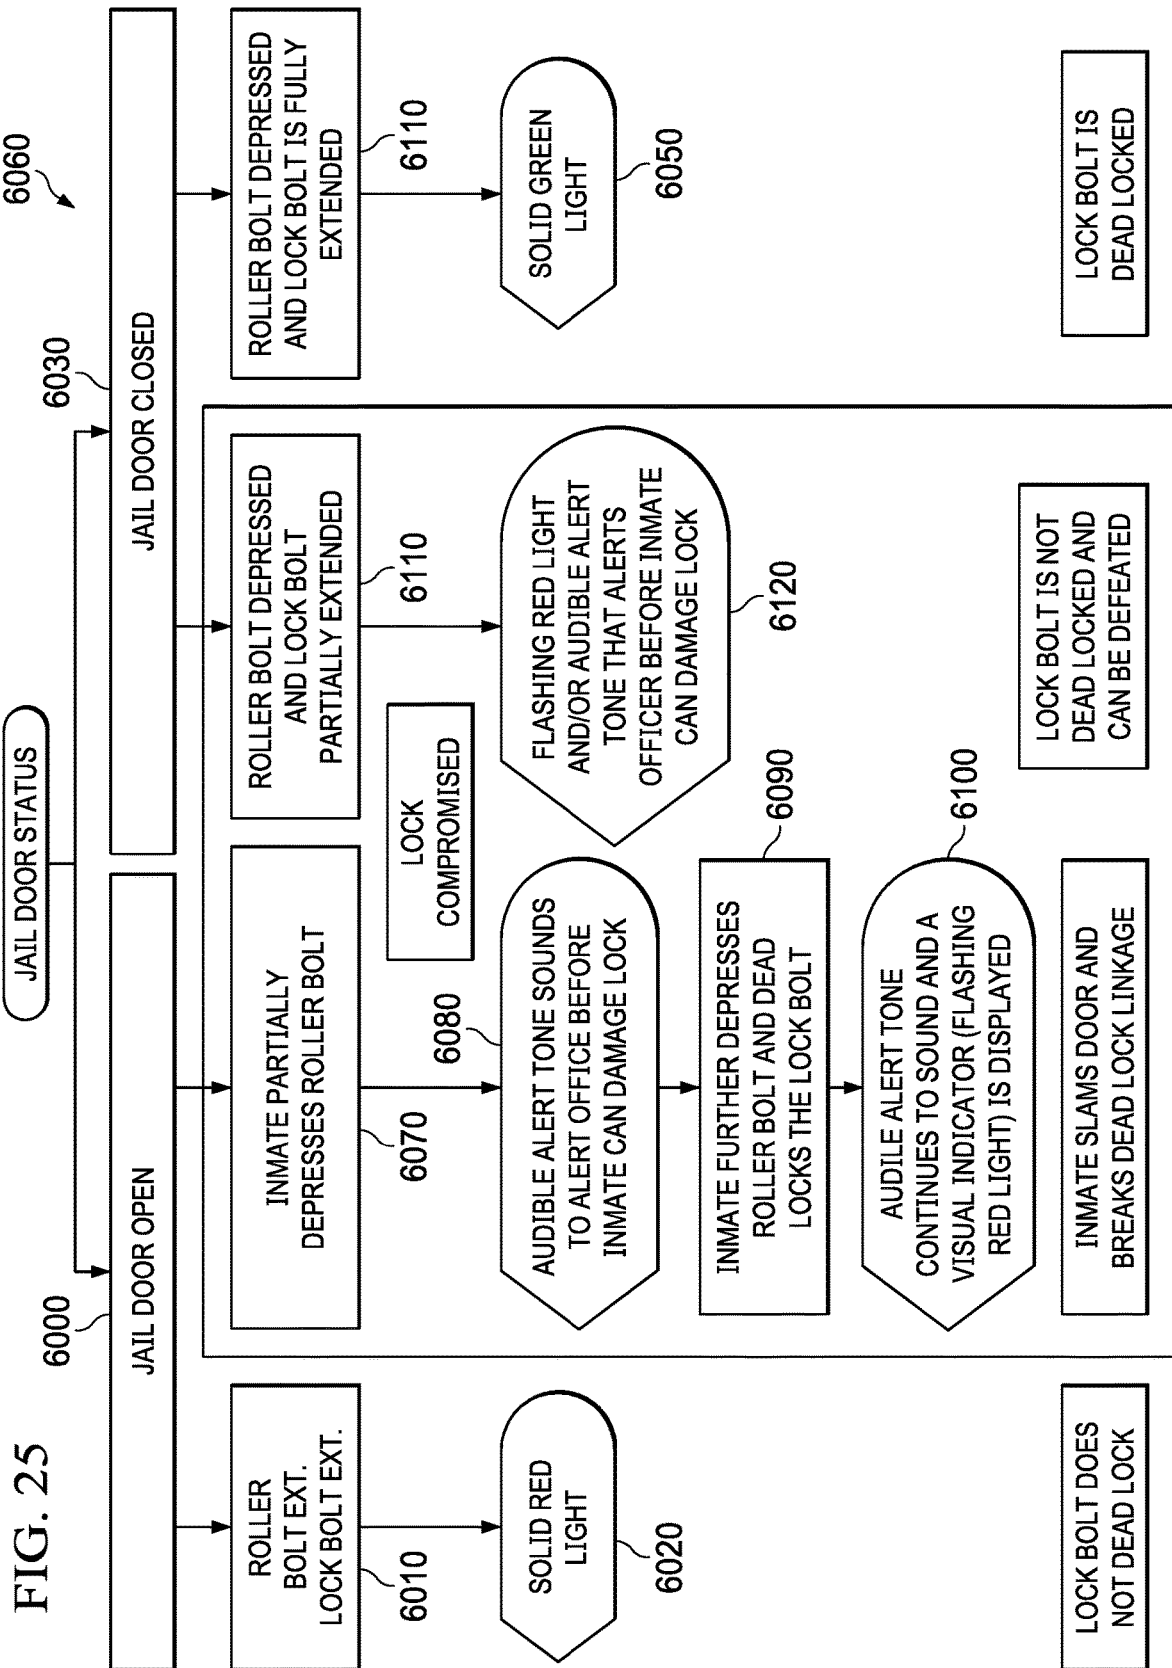 FIG. 25
6060
JAIL DOOR STATUS
6000
6030
JAIL DOOR OPEN
JAIL DOOR CLOSED
ROLLER
BOLT EXT.
LOCK BOLT EXT.
6010
INMATE PARTIALLY
DEPRESSES ROLLER BOLT
6070
ROLLER BOLT DEPRESSED
AND LOCK BOLT
PARTIALLY EXTENDED
6110
ROLLER BOLT DEPRESSED
AND LOCK BOLT IS FULLY
EXTENDED
6110
LOCK
COMPROMISED
SOLID RED
LIGHT
6020
6080
AUDIBLE ALERT TONE SOUNDS
TO ALERT OFFICE BEFORE
INMATE CAN DAMAGE LOCK
FLASHING RED LIGHT
AND/OR AUDIBLE ALERT
TONE THAT ALERTS
OFFICER BEFORE INMATE
CAN DAMAGE LOCK
6120
SOLID GREEN
LIGHT
6050
INMATE FURTHER DEPRESSES
ROLLER BOLT AND DEAD
LOCKS THE LOCK BOLT
6090
AUDILE ALERT TONE
CONTINUES TO SOUND AND A
VISUAL INDICATOR (FLASHING
RED LIGHT) IS DISPLAYED
6100
LOCK BOLT DOES
NOT DEAD LOCK
INMATE SLAMS DOOR AND
BREAKS DEAD LOCK LINKAGE
LOCK BOLT IS NOT
DEAD LOCKED AND
CAN BE DEFEATED
LOCK BOLT IS
DEAD LOCKED